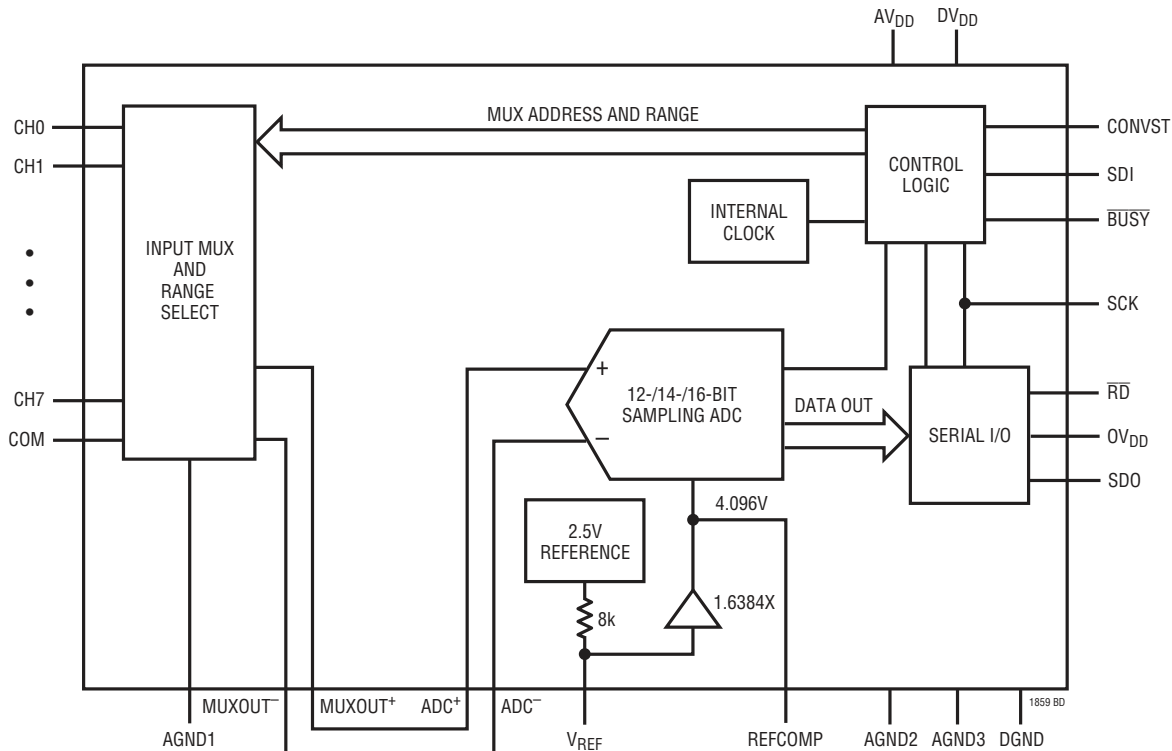 AVDD DVDD
MUX ADDRESS AND RANGE
CH0
CH1
CH7
COM
INPUT MUX
AND
RANGE
SELECT
CONTROL
LOGIC
INTERNAL
CLOCK
CONVST
SDI
BUSY
SCK
RD
OVDD
SDO
+
−
12-/14-/16-BIT
SAMPLING ADC
DATA OUT
SERIAL I/O
2.5V
REFERENCE
4.096V
8k
1.6384X
MUXOUT− MUXOUT+ ADC+ ADC−
1859 BD
AGND1 VREF REFCOMP AGND2 AGND3 DGND